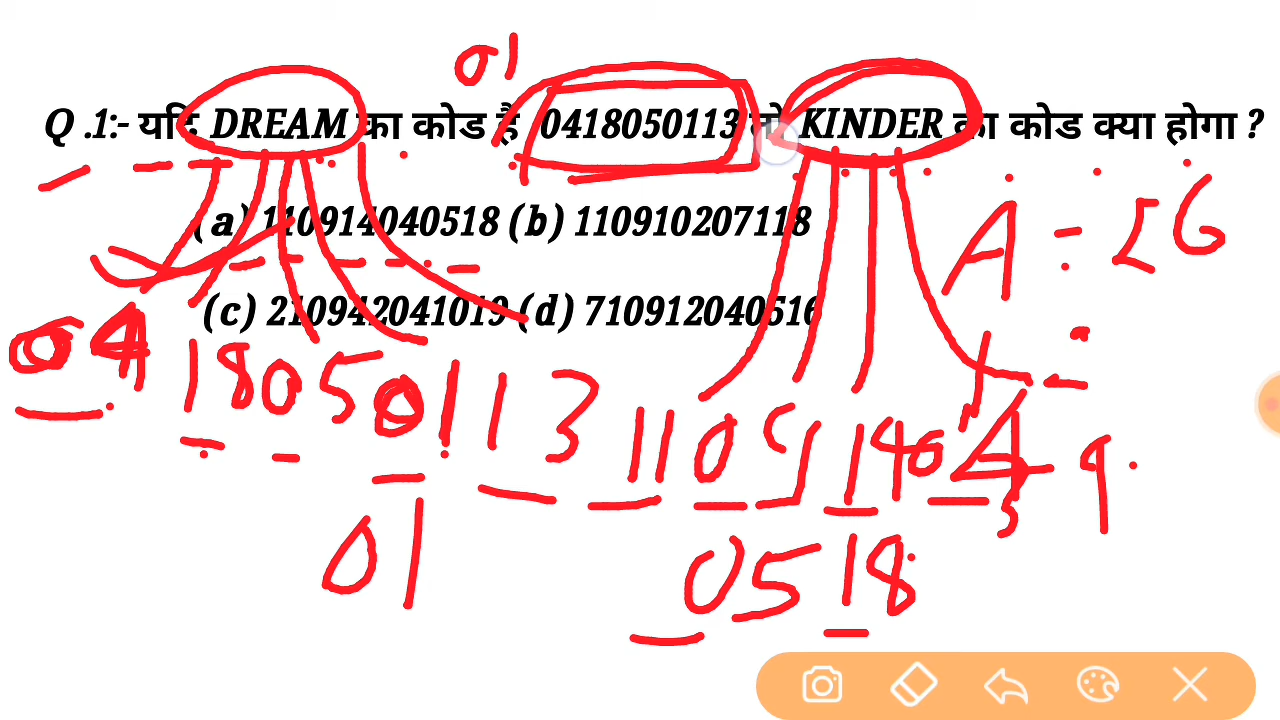 01
Q .1:- यदि DREAM का कोड है 0418050113 तो KINDER का कोड क्या होगा ?
(a) 110914040518 (b) 110910207118
A = 26
(c) 210942041019 (d) 710912040516
04 18 05 01 13
11 09 14 04
01
05 18